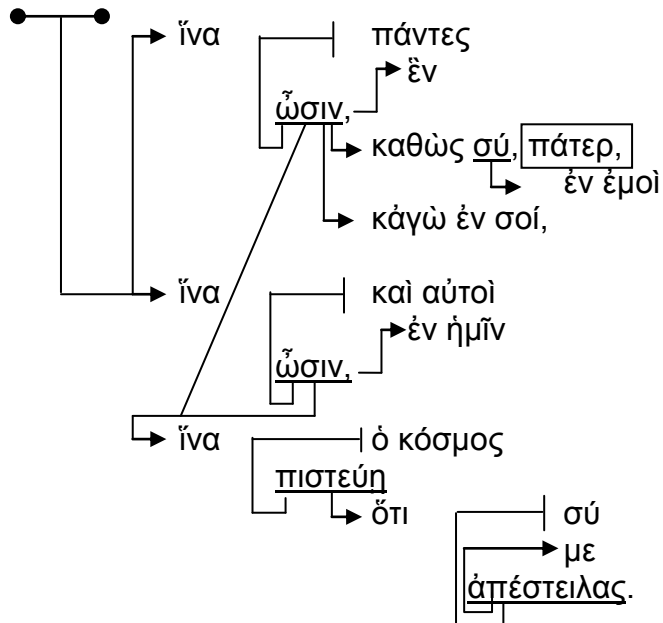 ἵνα πάντες
ἓν
ὦσιν,
καθὼς σύ, πάτερ,
ἐν ἐμοὶ
κἀγὼ ἐν σοί,
ἵνα καὶ αὐτοὶ
ἐν ἡμῖν
ὦσιν,
ἵνα ὁ κόσμος
πιστεύῃ
ὅτι σύ
με
ἀπέστειλας.